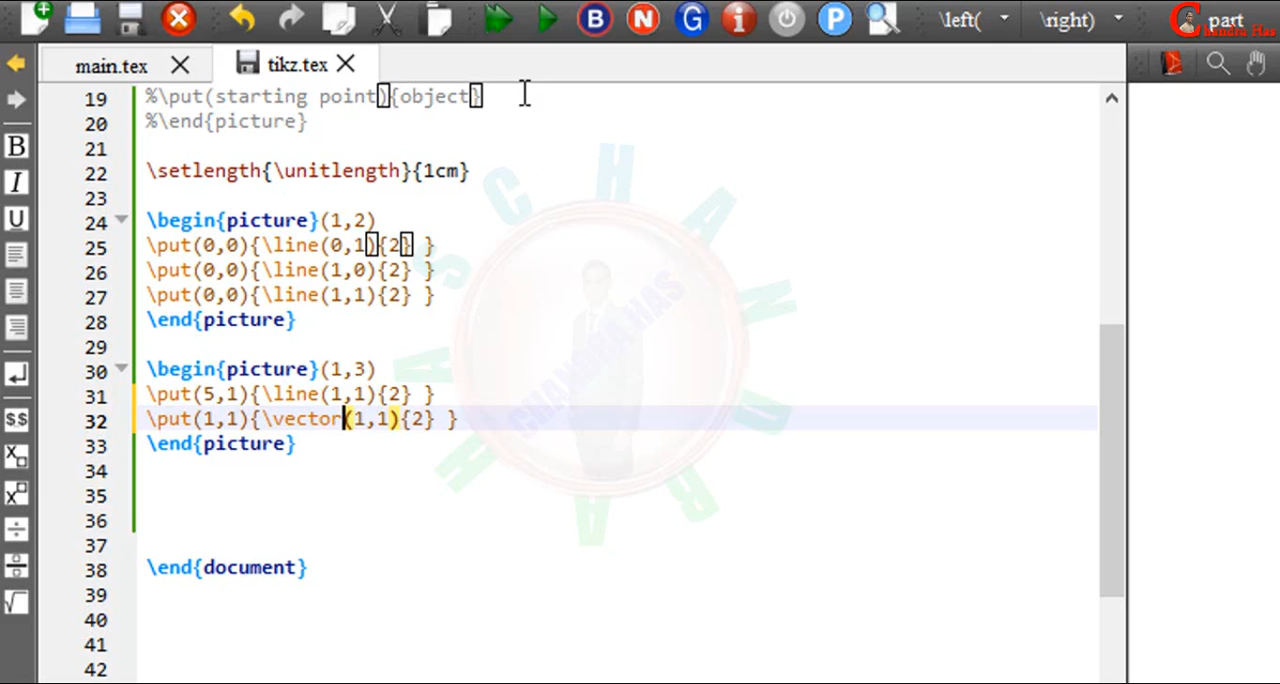 B N G i P \left( \right) part
Chandra Has
main.tex tikz.tex
19 %\put(starting point){object}
20 %\end{picture}
21
22 \setlength{\unitlength}{1cm}
23
24 \begin{picture}(1,2)
25 \put(0,0){\line(0,1){2} }
26 \put(0,0){\line(1,0){2} }
27 \put(0,0){\line(1,1){2} }
28 \end{picture}
29
30 \begin{picture}(1,3)
31 \put(5,1){\line(1,1){2} }
32 \put(1,1){\vector(1,1){2} }
33 \end{picture}
34
35
36
37
38 \end{document}
39
40
41
42
B
I
U
$$
CHANDRAHAS
CHANDRAHAS